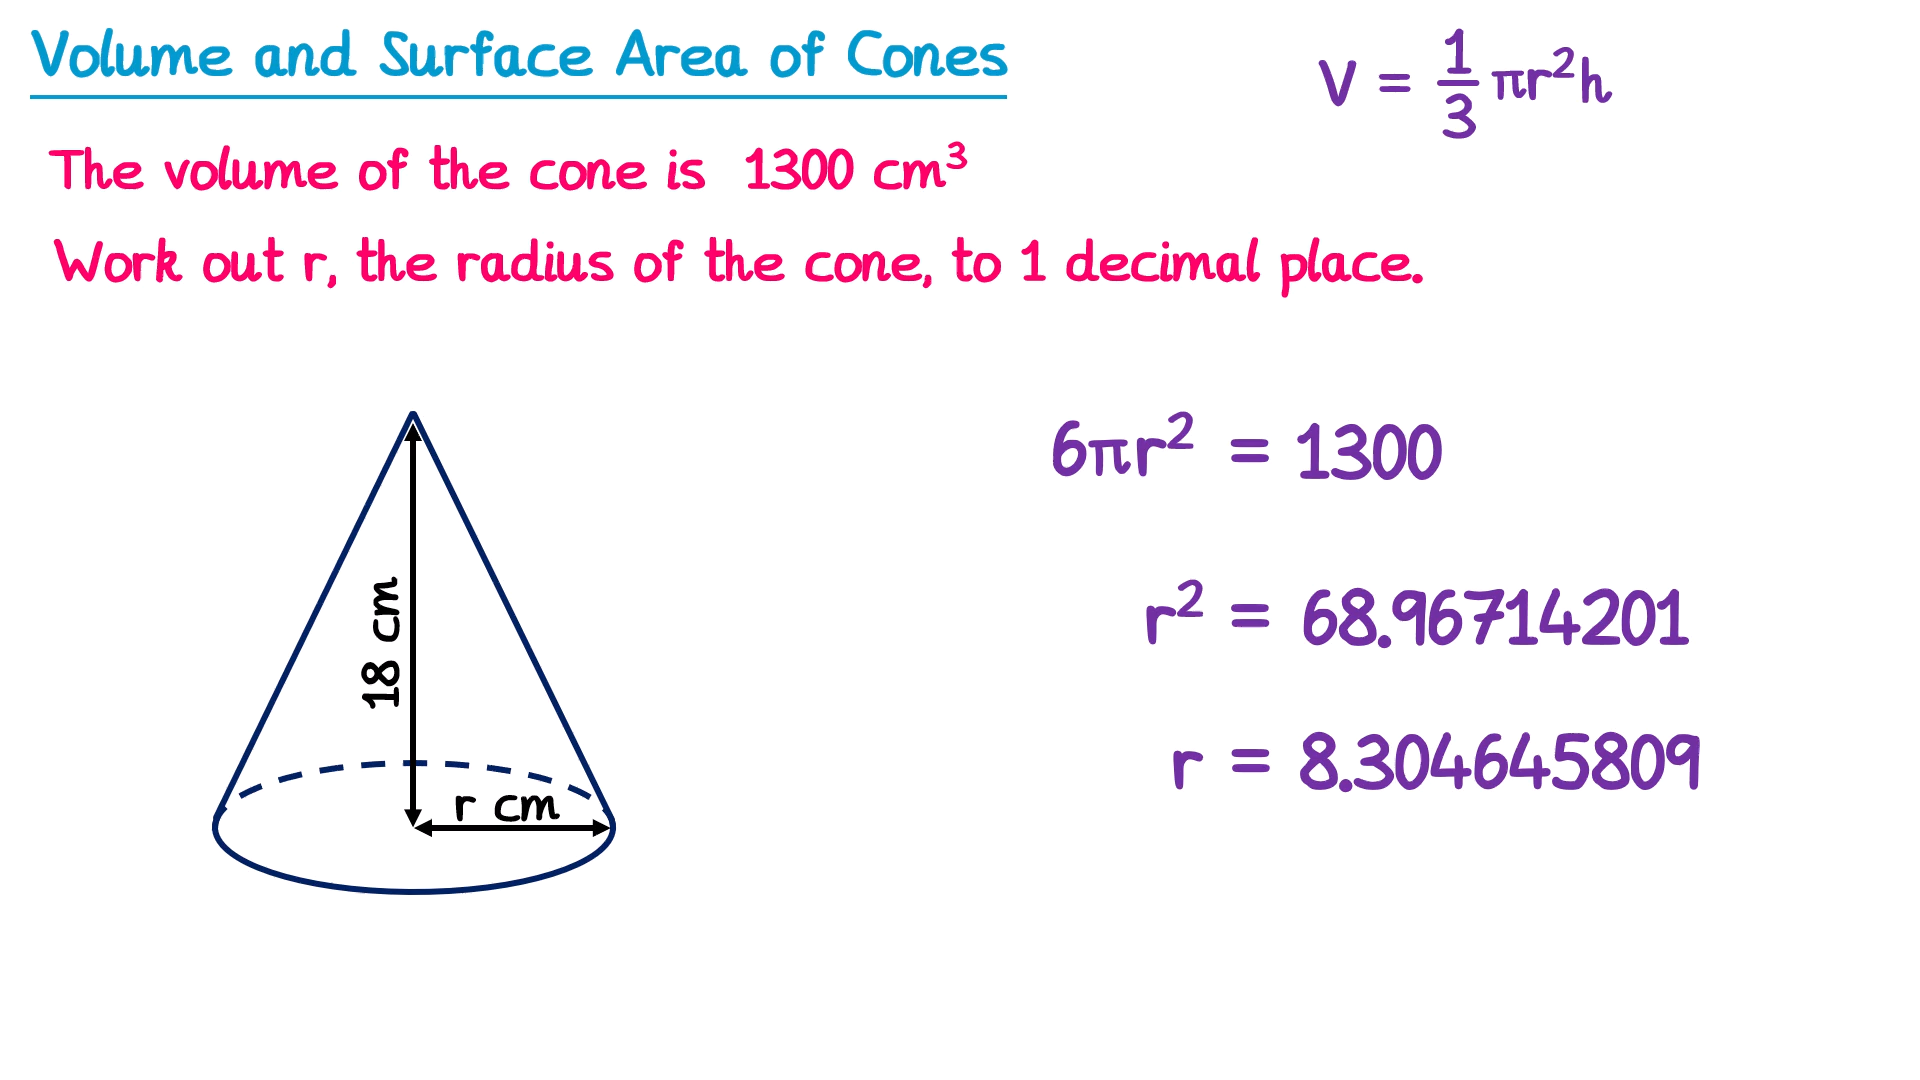 Volume and Surface Area of Cones
V = 1/3 πr²h
The volume of the cone is 1300 cm³
Work out r, the radius of the cone, to 1 decimal place.
6πr² = 1300
r² = 68.96714201
r = 8.304645809
18 cm
r cm